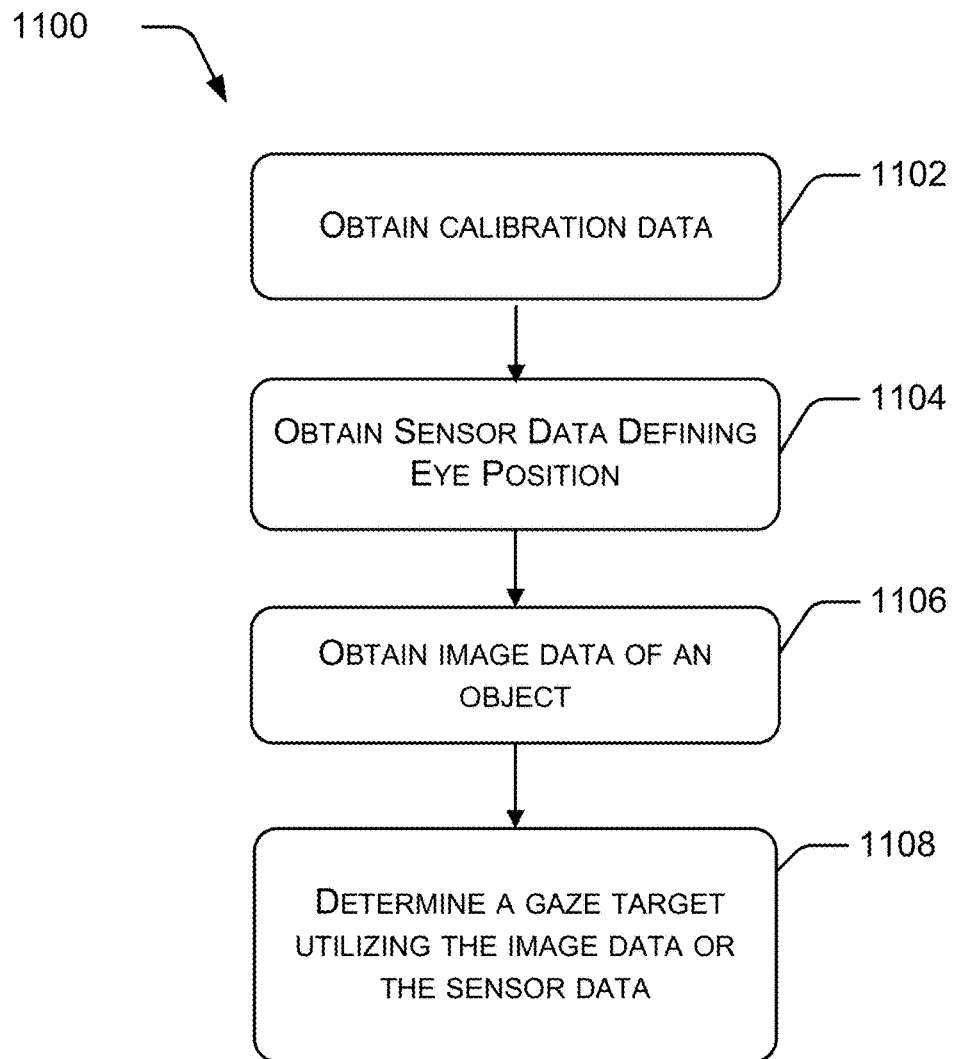 1100
1102
OBTAIN CALIBRATION DATA
1104
OBTAIN SENSOR DATA DEFINING
EYE POSITION
1106
OBTAIN IMAGE DATA OF AN
OBJECT
1108
DETERMINE A GAZE TARGET
UTILIZING THE IMAGE DATA OR
THE SENSOR DATA